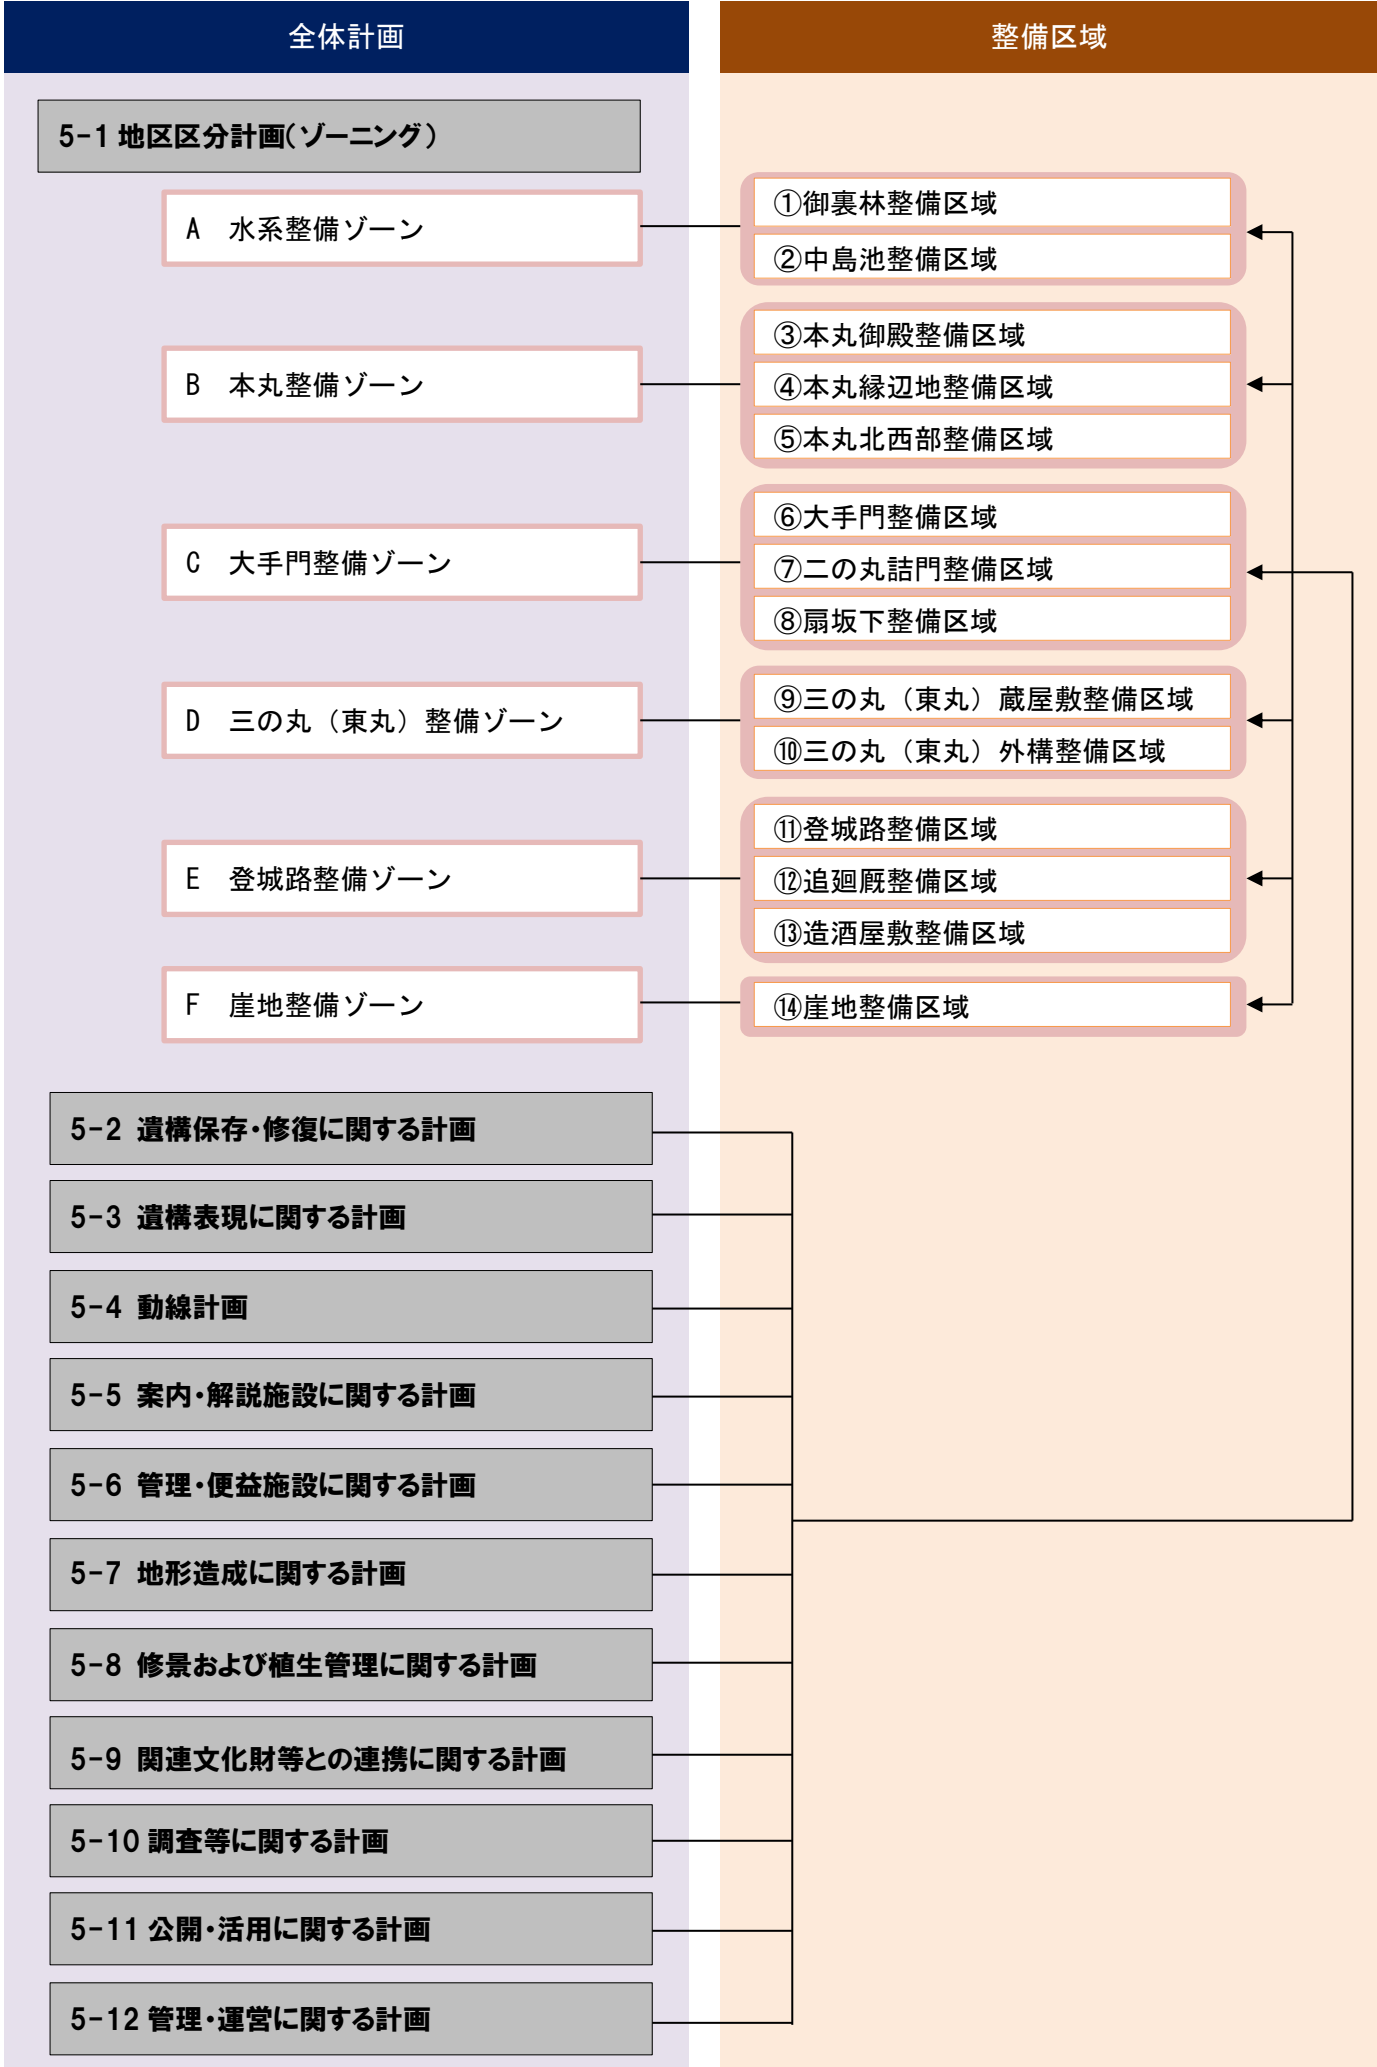 全体計画
整備区域
5-1 地区区分計画(ゾーニング)
A 水系整備ゾーン
①御裏林整備区域
②中島池整備区域
B 本丸整備ゾーン
③本丸御殿整備区域
④本丸縁辺地整備区域
⑤本丸北西部整備区域
C 大手門整備ゾーン
⑥大手門整備区域
⑦二の丸詰門整備区域
⑧扇坂下整備区域
D 三の丸（東丸）整備ゾーン
⑨三の丸（東丸）蔵屋敷整備区域
⑩三の丸（東丸）外構整備区域
E 登城路整備ゾーン
⑪登城路整備区域
⑫追廻厩整備区域
⑬造酒屋敷整備区域
F 崖地整備ゾーン
⑭崖地整備区域
5-2 遺構保存・修復に関する計画
5-3 遺構表現に関する計画
5-4 動線計画
5-5 案内・解説施設に関する計画
5-6 管理・便益施設に関する計画
5-7 地形造成に関する計画
5-8 修景および植生管理に関する計画
5-9 関連文化財等との連携に関する計画
5-10 調査等に関する計画
5-11 公開・活用に関する計画
5-12 管理・運営に関する計画